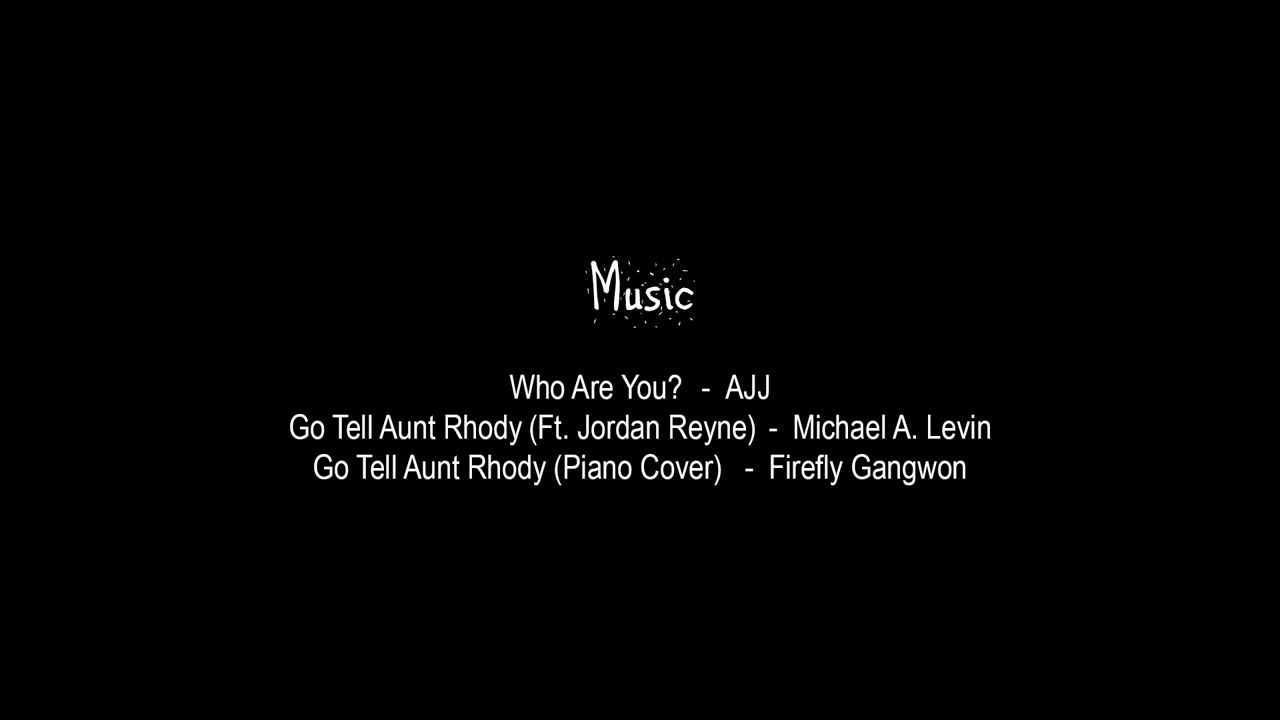 Music
Who Are You? - AJJ
Go Tell Aunt Rhody (Ft. Jordan Reyne) - Michael A. Levin
Go Tell Aunt Rhody (Piano Cover) - Firefly Gangwon